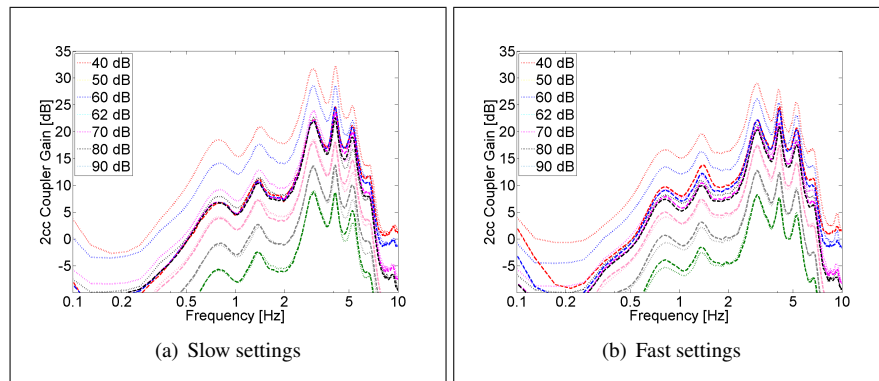 35
30
25
20
15
10
5
0
-5
2cc Coupler Gain [dB]
40 dB
50 dB
60 dB
62 dB
70 dB
80 dB
90 dB
0.1 0.2 0.5 1 2 5 10
Frequency [Hz]
(a) Slow settings
35
30
25
20
15
10
5
0
-5
2cc Coupler Gain [dB]
40 dB
50 dB
60 dB
62 dB
70 dB
80 dB
90 dB
0.1 0.2 0.5 1 2 5 10
Frequency [Hz]
(b) Fast settings